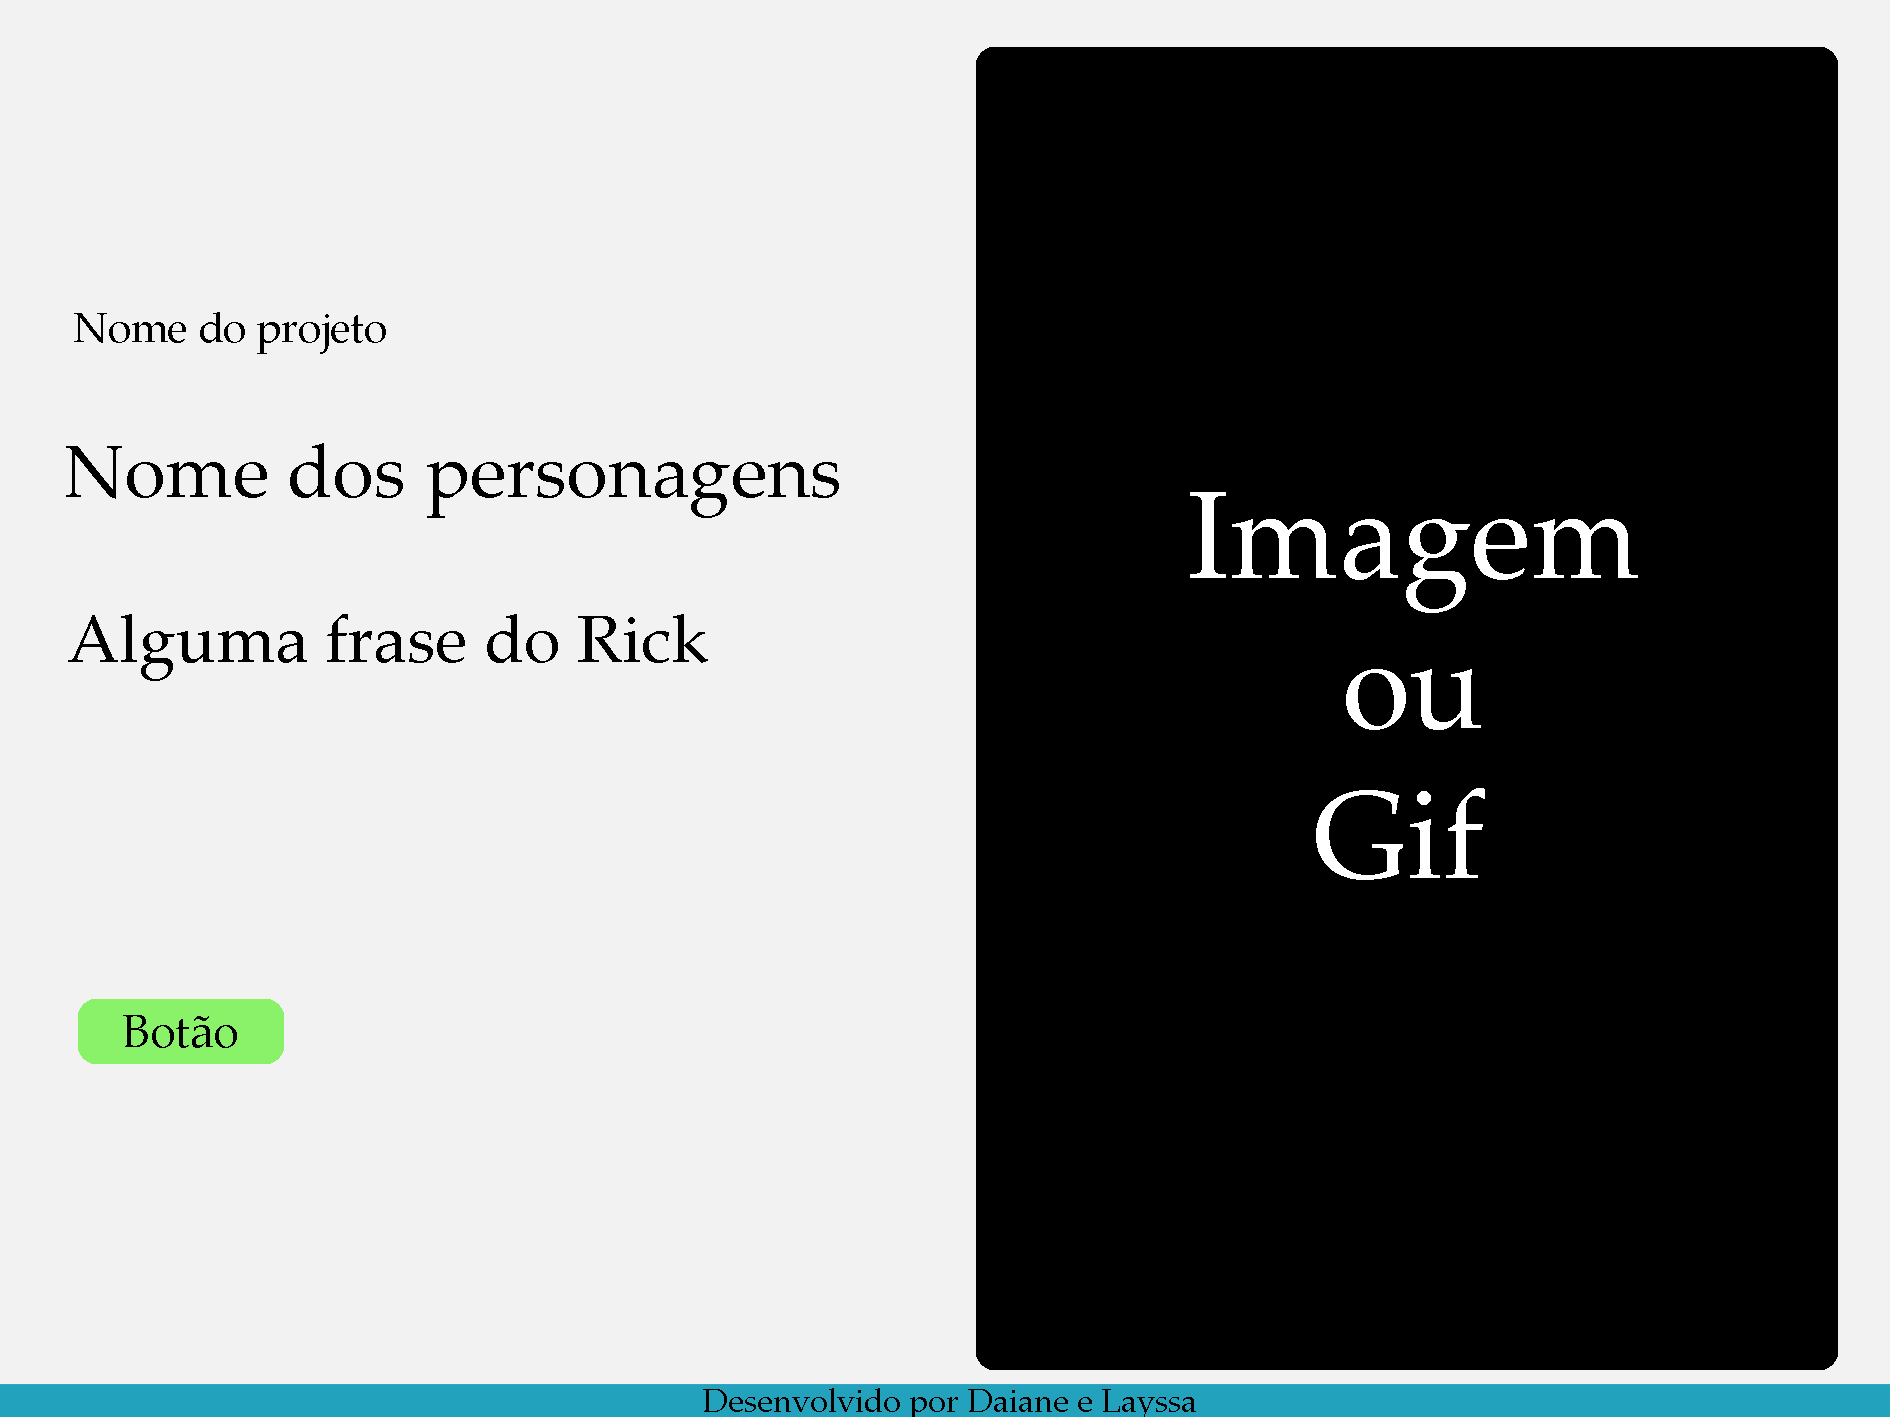 Nome do projeto
Nome dos personagens
Alguma frase do Rick
Botão
Imagem
ou
Gif
Desenvolvido por Daiane e Layssa